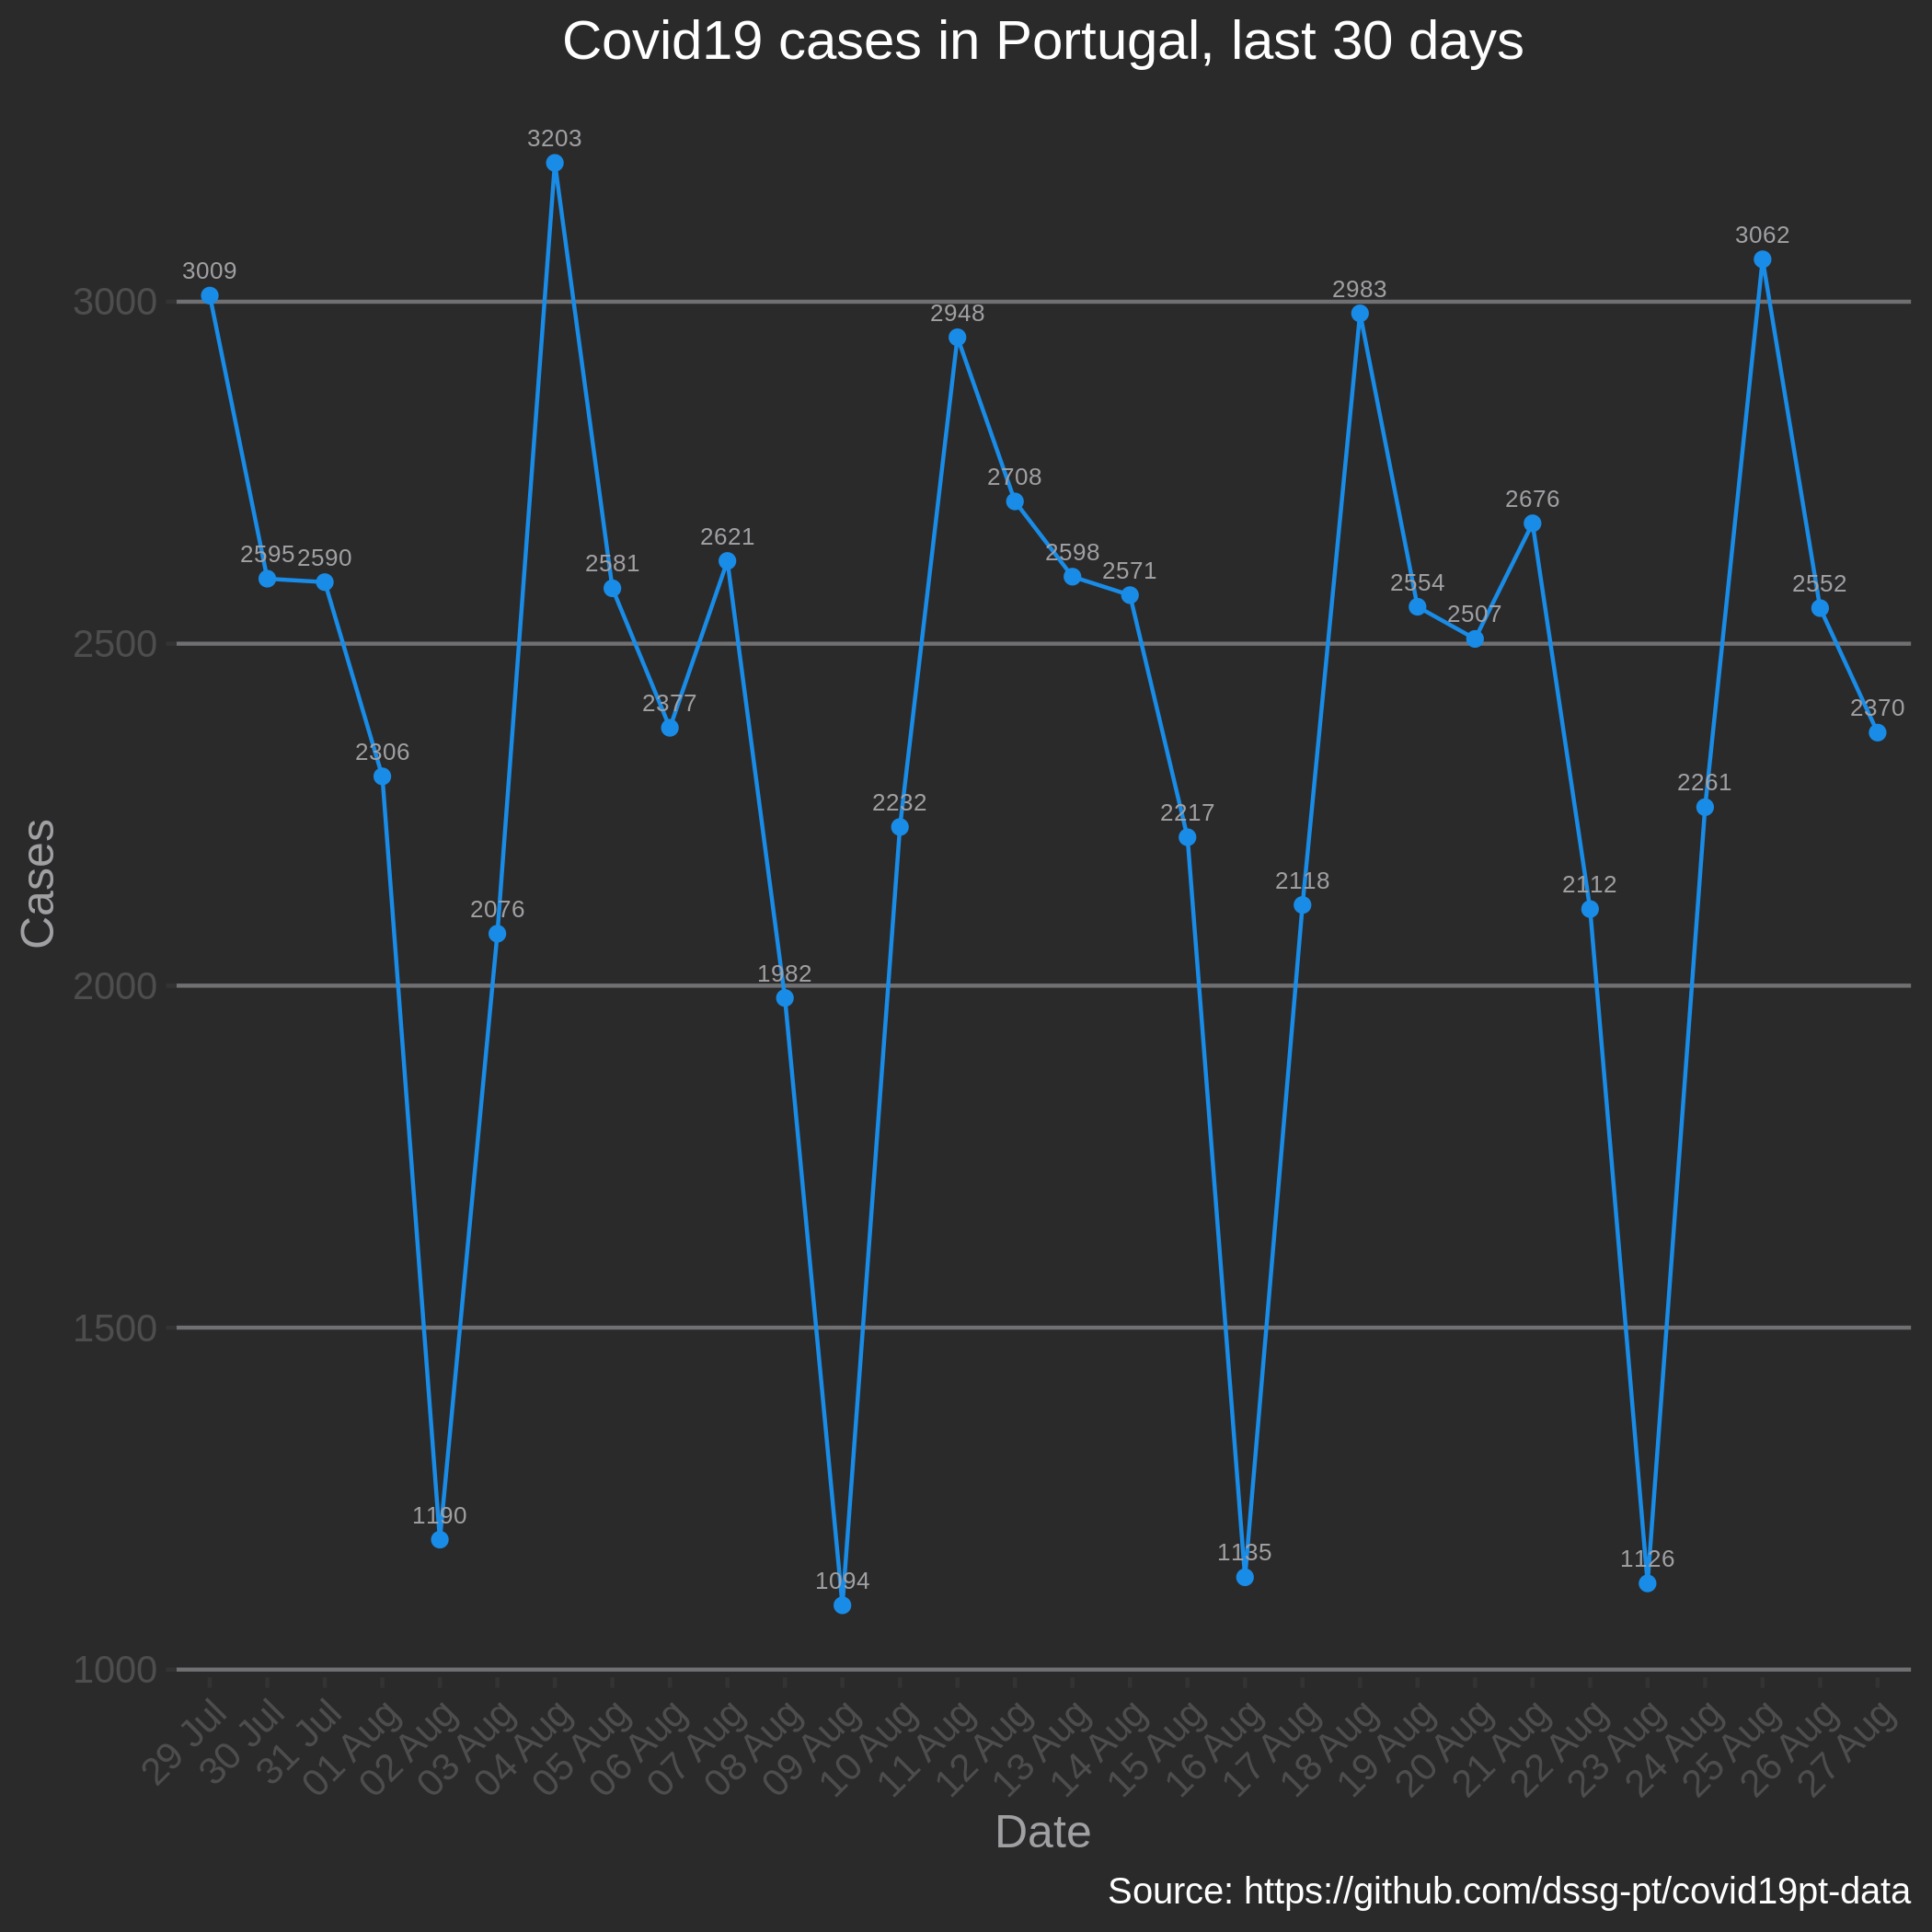 Covid19 cases in Portugal, last 30 days
3203
3009
3062
2983
2948
3000
2708
2676
2621
2595
2590
2581
2598
2571
2554
2507
2552
2500
2377
2370
2306
2232
2217
2261
2118
2112
2076
1982
2000
Cases
1500
1190
1094
1135
1126
1000
29 Jul
30 Jul
31 Jul
01 Aug
02 Aug
03 Aug
04 Aug
05 Aug
06 Aug
07 Aug
08 Aug
09 Aug
10 Aug
11 Aug
12 Aug
13 Aug
14 Aug
15 Aug
16 Aug
17 Aug
18 Aug
19 Aug
20 Aug
21 Aug
22 Aug
23 Aug
24 Aug
25 Aug
26 Aug
27 Aug
Date
Source: https://github.com/dssg-pt/covid19pt-data